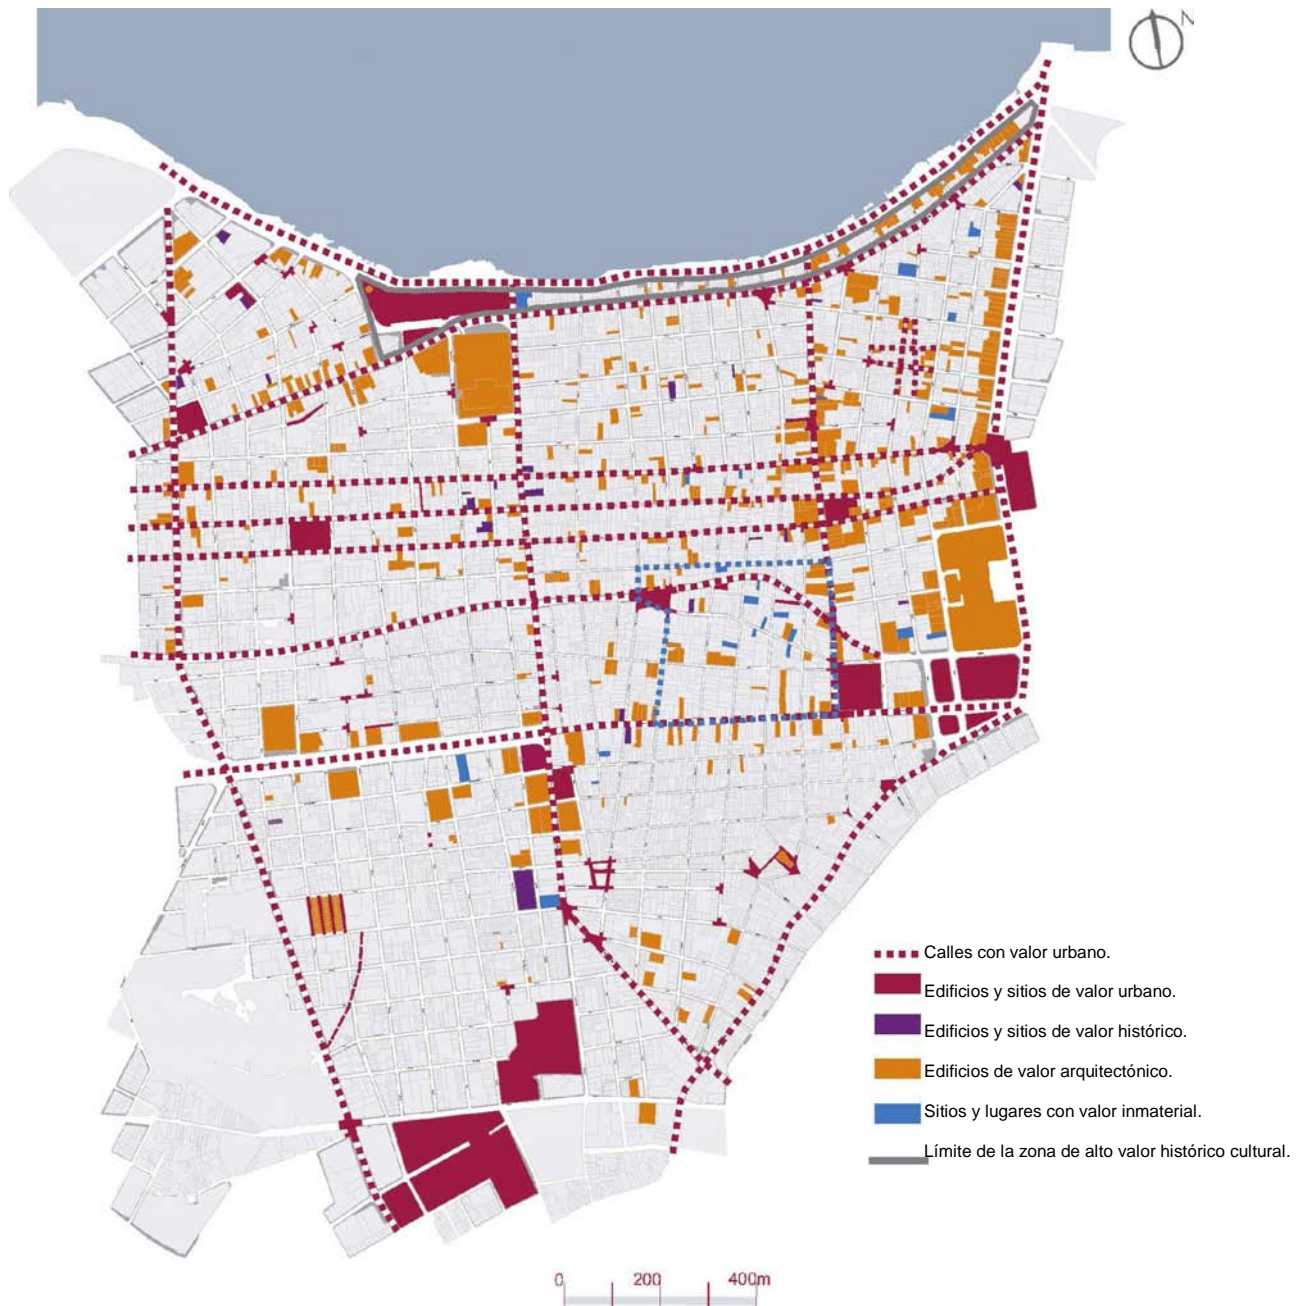 N
Calles con valor urbano.
Edificios y sitios de valor urbano.
Edificios y sitios de valor histórico.
Edificios de valor arquitectónico.
Sitios y lugares con valor inmaterial.
Límite de la zona de alto valor histórico cultural.
0 200 400m